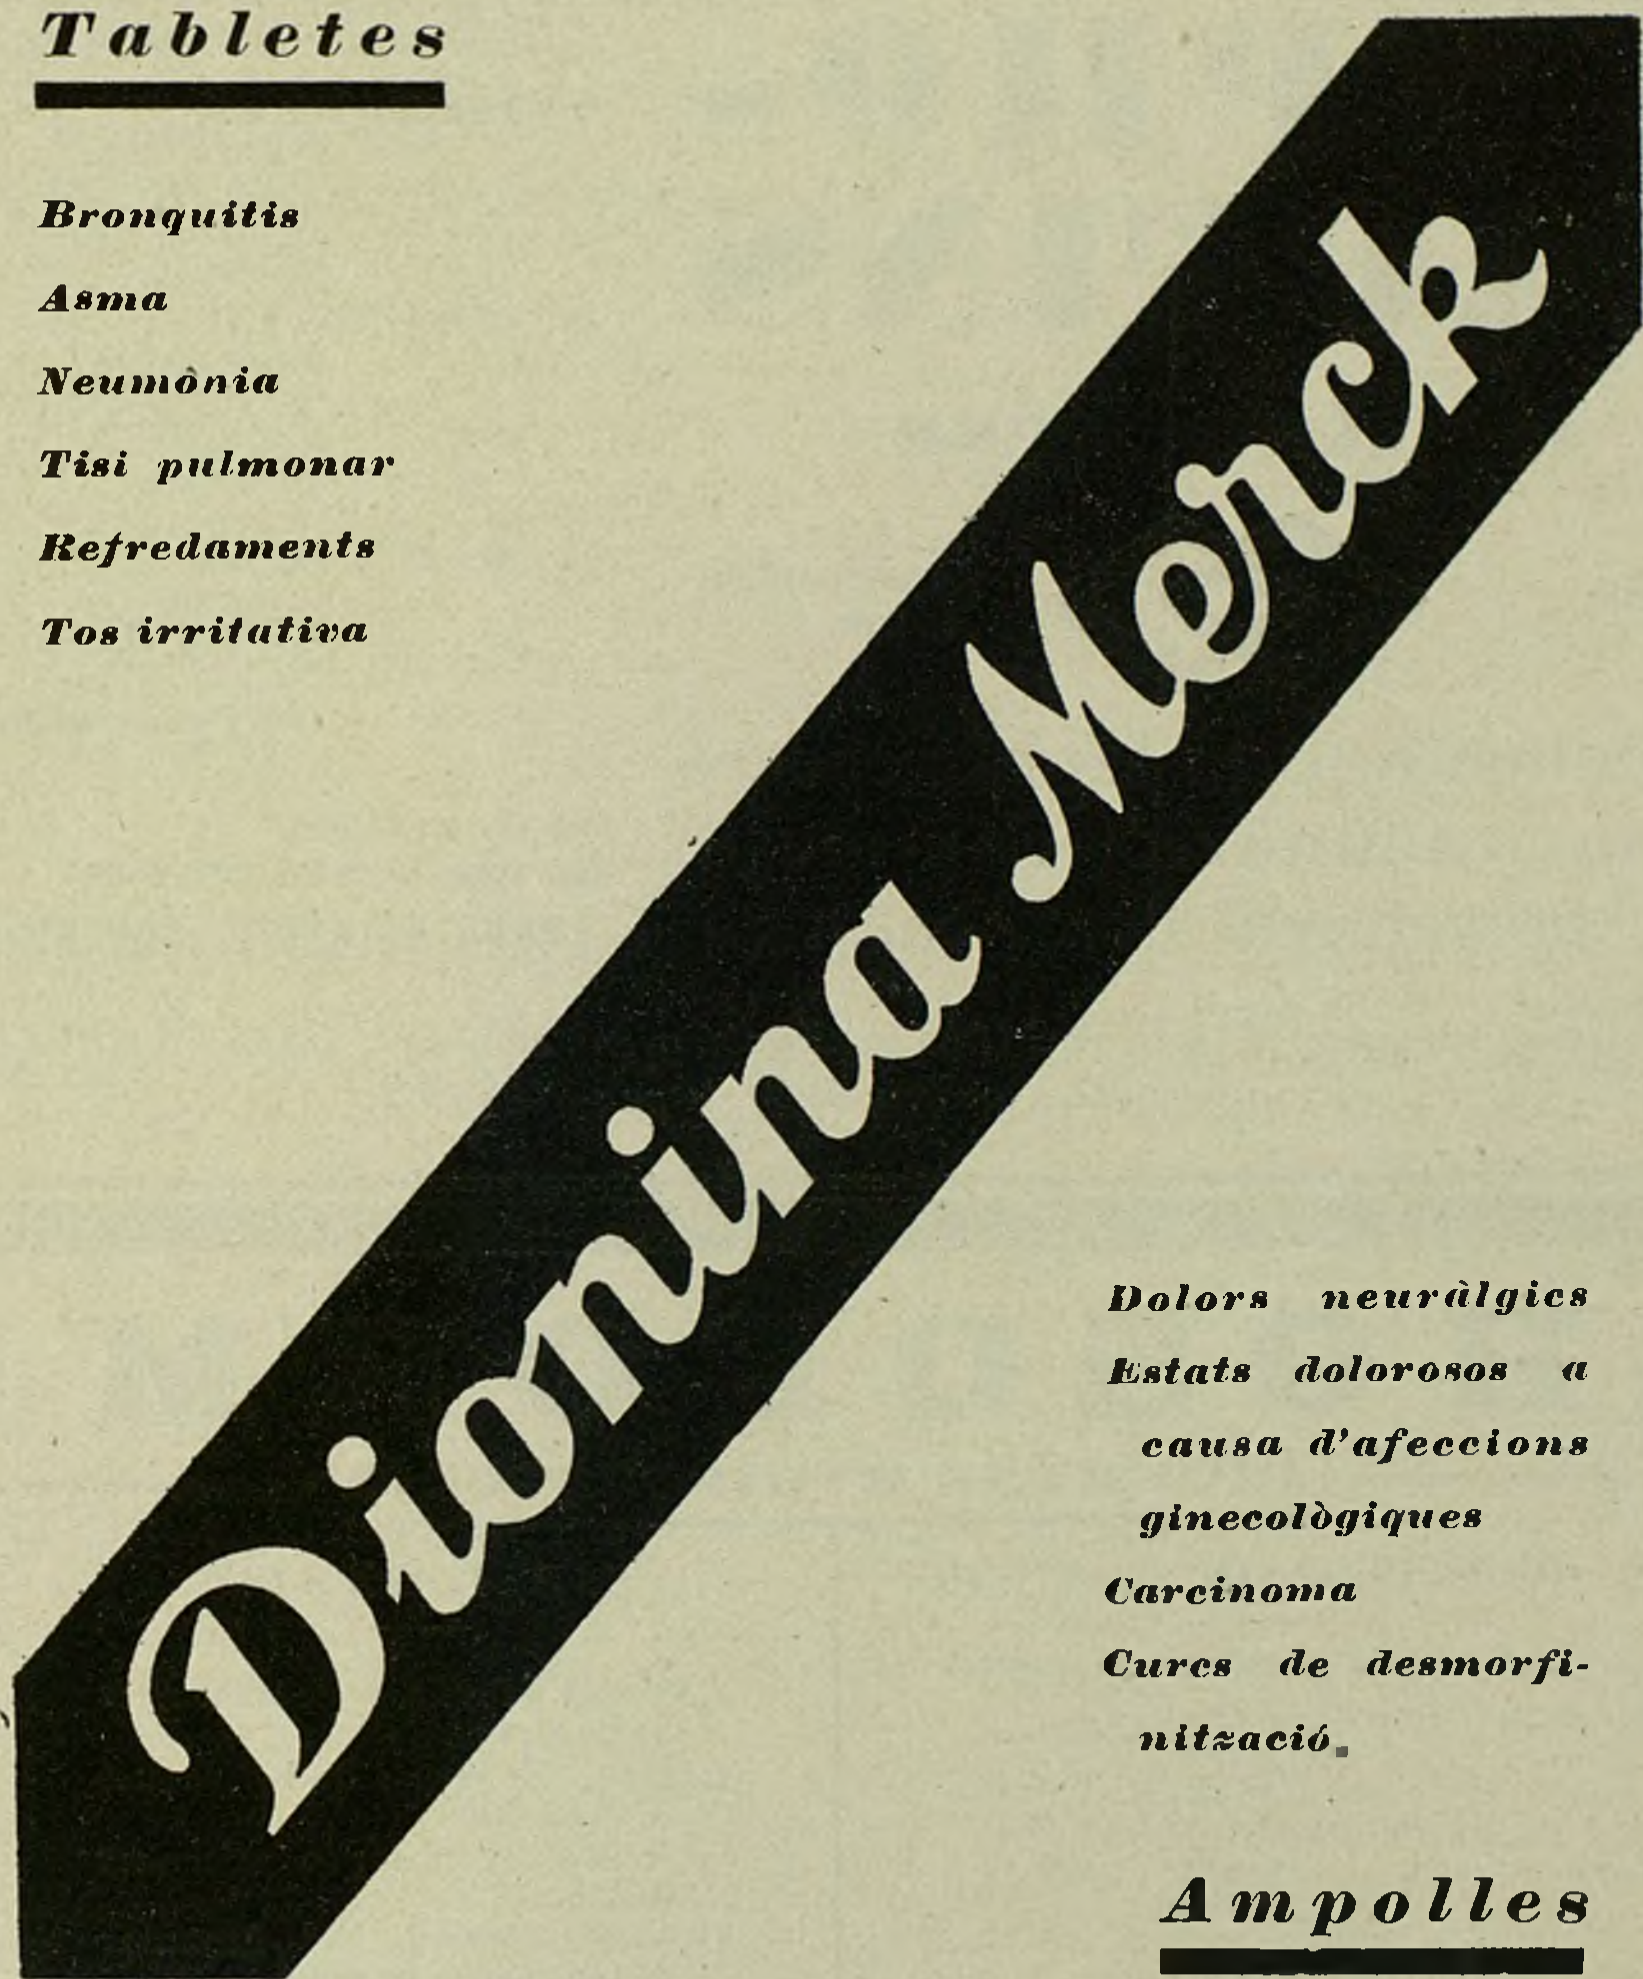 Tabletes
Bronquitis
Asma
Neumònia
Tisi pulmonar
Refredaments
Tos irritativa
Dionina Merck
Dolors neuràlgics
Estats dolorosos a
causa d'afeccions
ginecològiques
Carcinoma
Cures de desmorfi-
nització.
Ampolles